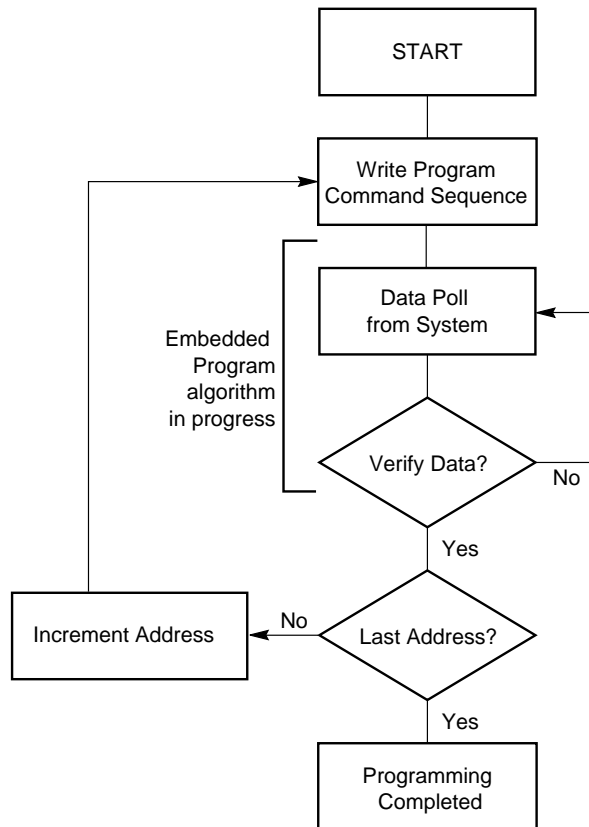 START
Write Program
Command Sequence
Data Poll
from System
Embedded
Program
algorithm
in progress
Verify Data?
No
Yes
Last Address?
No
Increment Address
Yes
Programming
Completed